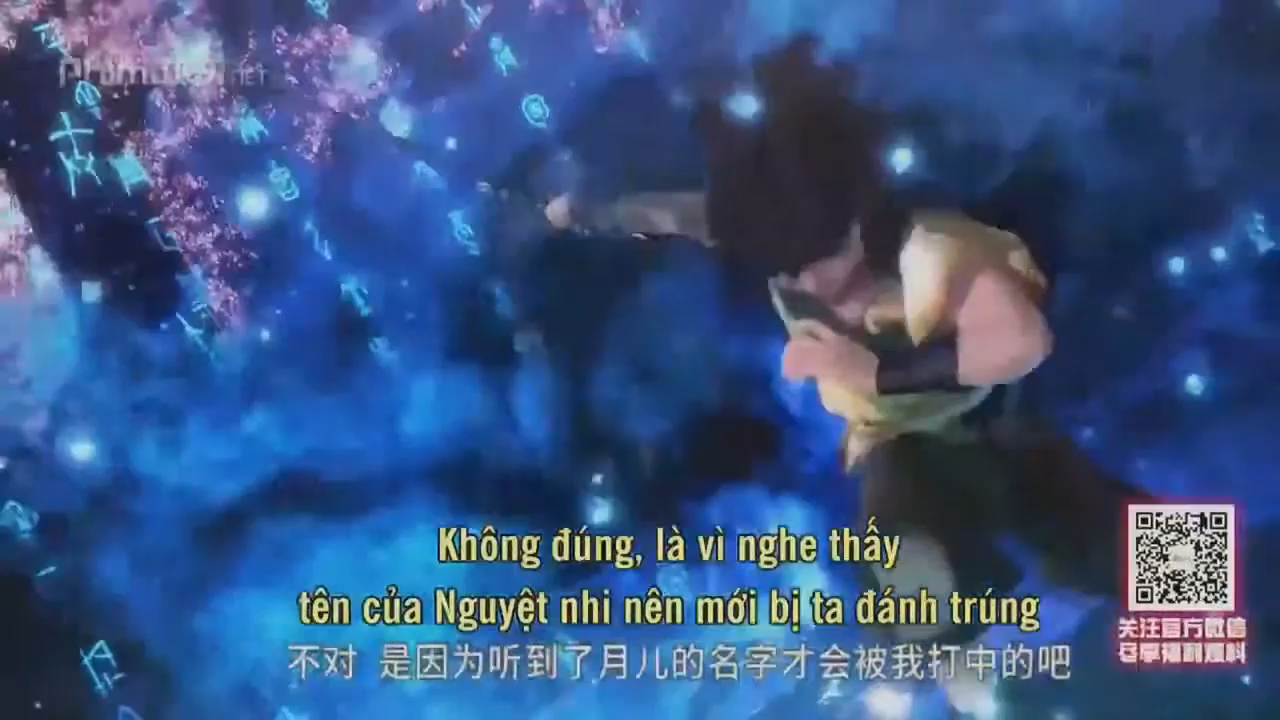 Không đúng, là vì nghe thấy
tên của Nguyệt nhi nên mới bị ta đánh trúng
不对 是因为听到了月儿的名字才会被我打中的吧
关注官方微信